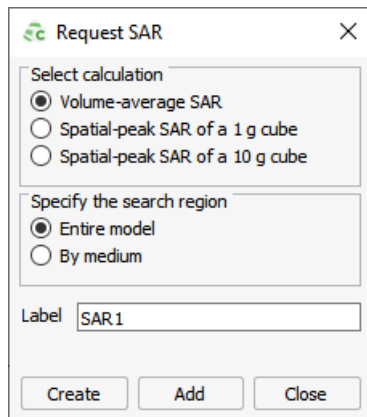 Request SAR
Select calculation
Volume-average SAR
Spatial-peak SAR of a 1 g cube
Spatial-peak SAR of a 10 g cube
Specify the search region
Entire model
By medium
Label SAR1
Create Add Close